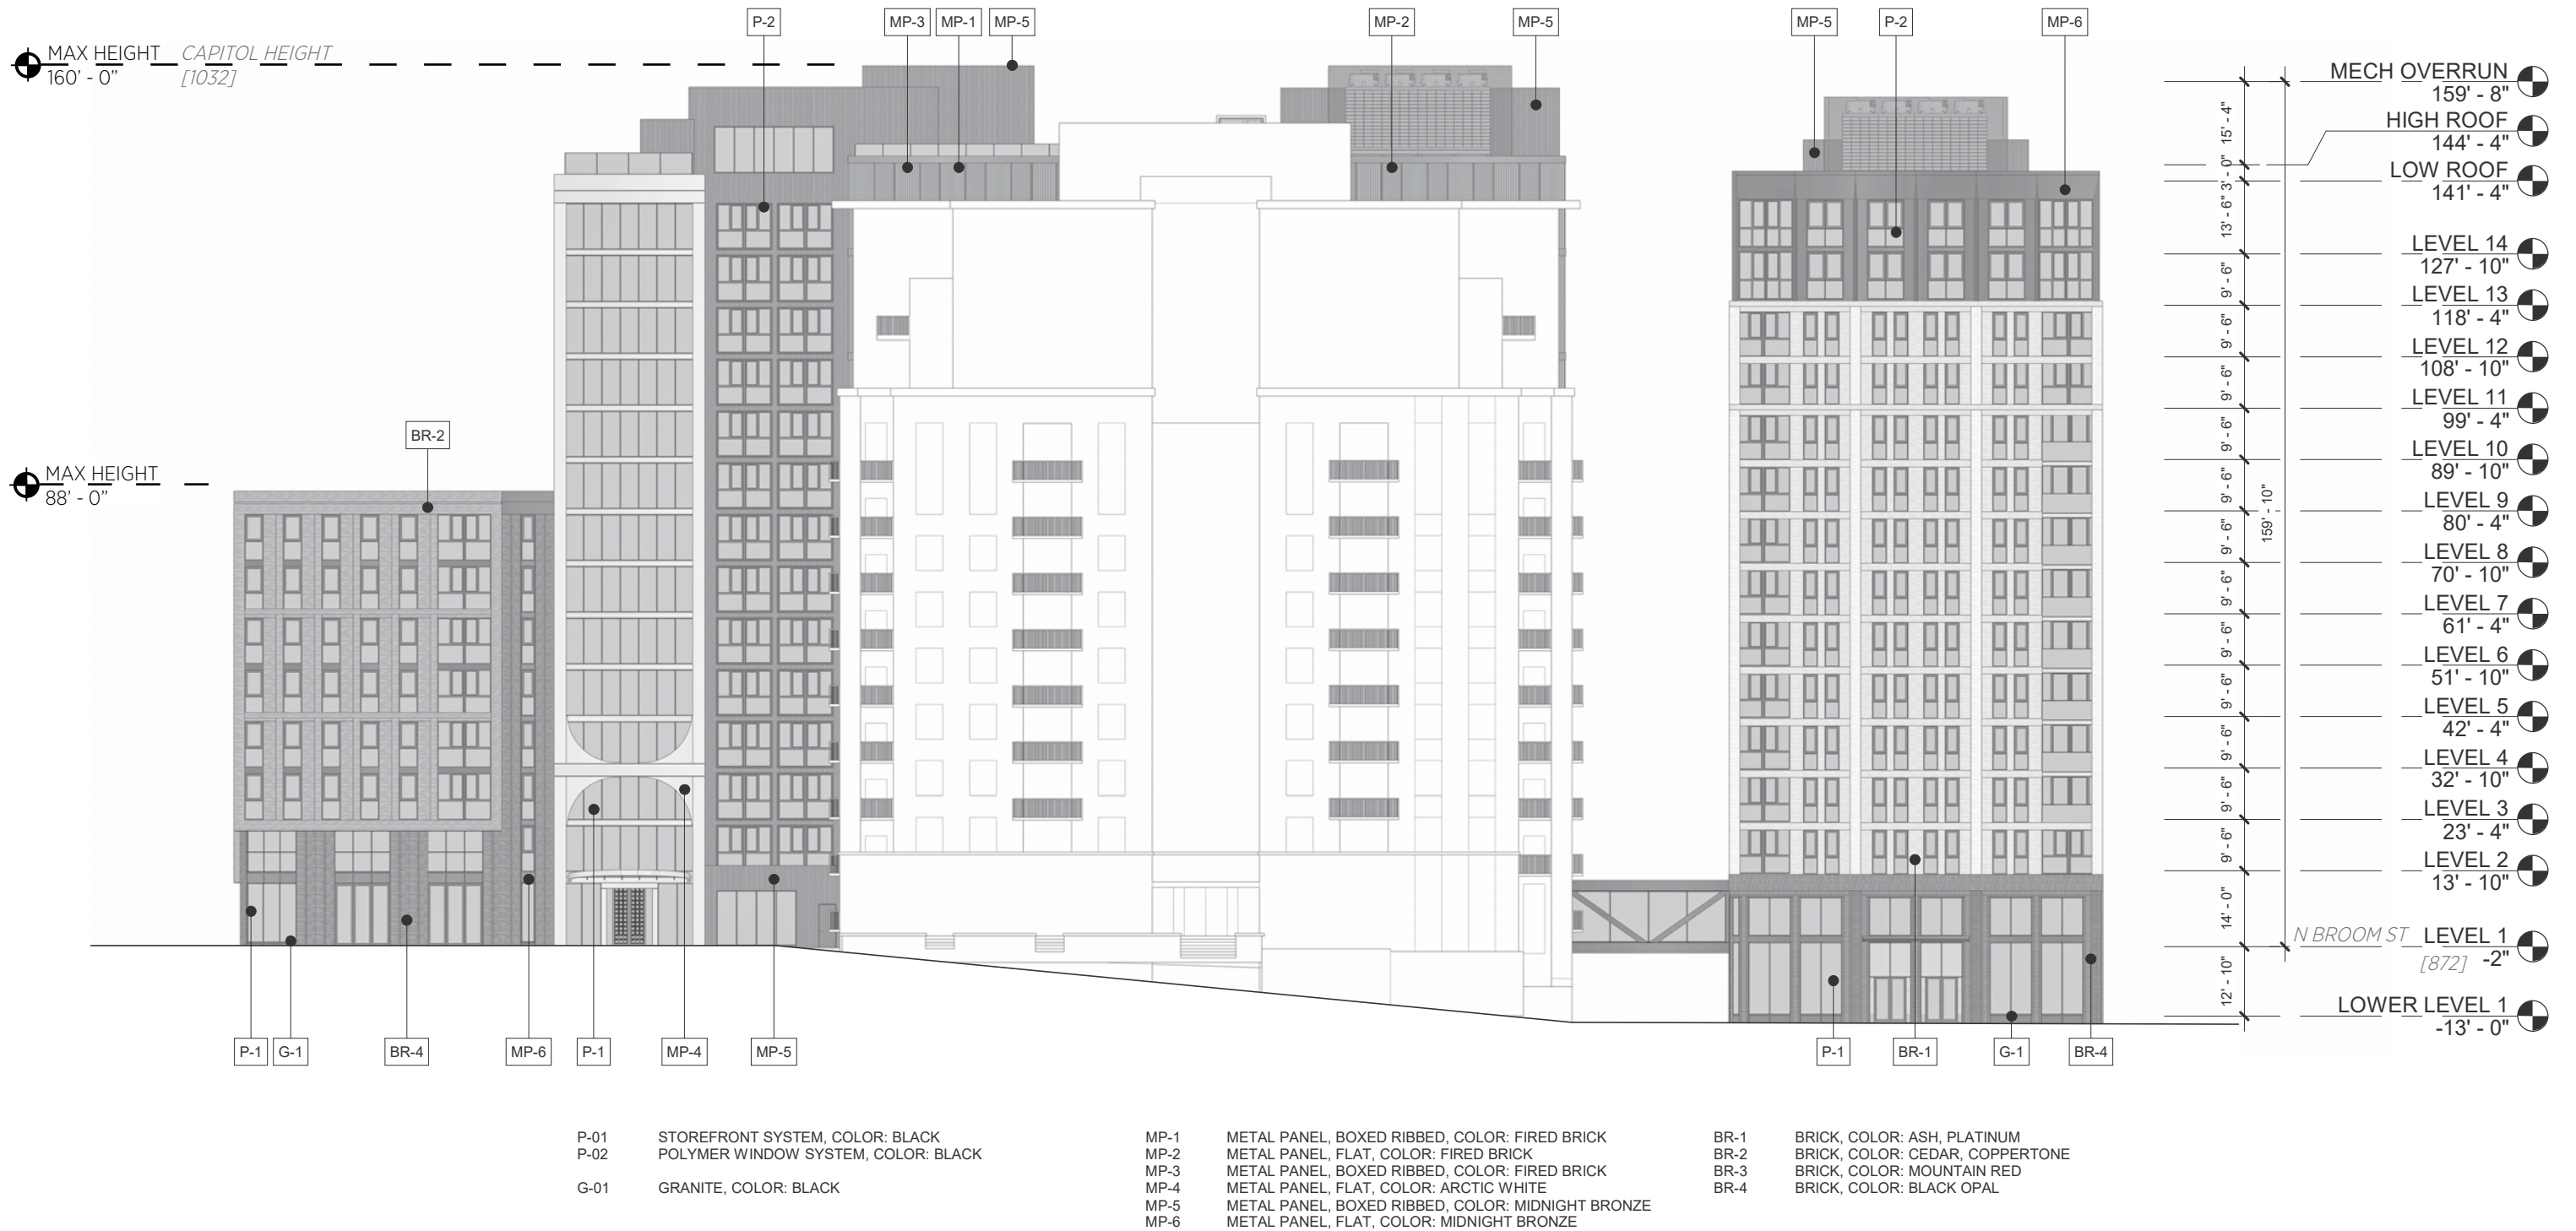 P-2
MP-3
MP-1
MP-5
MP-2
MP-5
MP-5
P-2
MP-6
MAX HEIGHT
160' - 0"
CAPITOL HEIGHT
[1032]
BR-2
MAX HEIGHT
88' - 0"
MECH OVERRUN
159' - 8"
HIGH ROOF
144' - 4"
LOW ROOF
141' - 4"
LEVEL 14
127' - 10"
LEVEL 13
118' - 4"
LEVEL 12
108' - 10"
LEVEL 11
99' - 4"
LEVEL 10
89' - 10"
LEVEL 9
80' - 4"
LEVEL 8
70' - 10"
LEVEL 7
61' - 4"
LEVEL 6
51' - 10"
LEVEL 5
42' - 4"
LEVEL 4
32' - 10"
LEVEL 3
23' - 4"
LEVEL 2
13' - 10"
N BROOM ST
[872]
LEVEL 1
-2"
LOWER LEVEL 1
-13' - 0"
15' - 4"
3' - 0"
13' - 6"
9' - 6"
9' - 6"
9' - 6"
9' - 6"
9' - 6"
9' - 6"
9' - 6"
9' - 6"
9' - 6"
9' - 6"
9' - 6"
9' - 6"
14' - 0"
12' - 10"
159' - 10"
P-1
G-1
BR-4
MP-6
P-1
MP-4
MP-5
P-1
BR-1
G-1
BR-4
P-01 STOREFRONT SYSTEM, COLOR: BLACK
P-02 POLYMER WINDOW SYSTEM, COLOR: BLACK
G-01 GRANITE, COLOR: BLACK
MP-1 METAL PANEL, BOXED RIBBED, COLOR: FIRED BRICK
MP-2 METAL PANEL, FLAT, COLOR: FIRED BRICK
MP-3 METAL PANEL, BOXED RIBBED, COLOR: FIRED BRICK
MP-4 METAL PANEL, FLAT, COLOR: ARCTIC WHITE
MP-5 METAL PANEL, BOXED RIBBED, COLOR: MIDNIGHT BRONZE
MP-6 METAL PANEL, FLAT, COLOR: MIDNIGHT BRONZE
BR-1 BRICK, COLOR: ASH, PLATINUM
BR-2 BRICK, COLOR: CEDAR, COPPERTONE
BR-3 BRICK, COLOR: MOUNTAIN RED
BR-4 BRICK, COLOR: BLACK OPAL